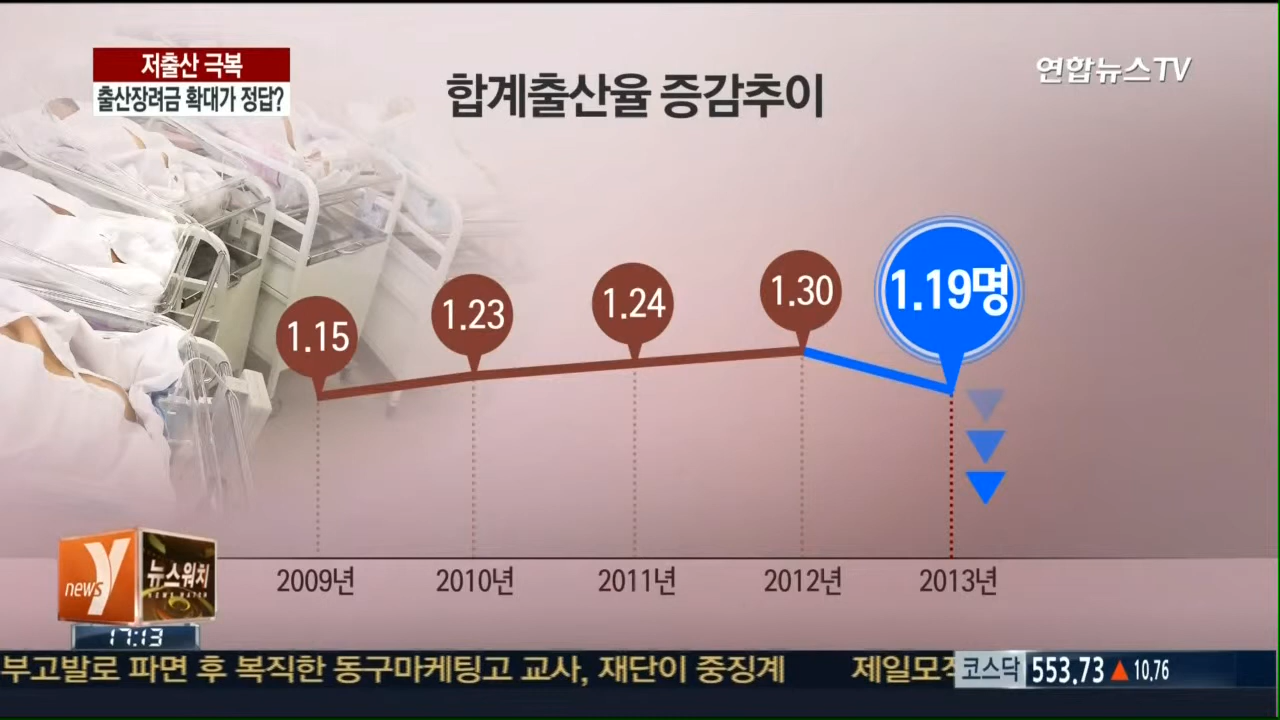 저출산 극복
출산장려금 확대가 정답?
합계출산율 증감추이
연합뉴스TV
1.15
1.23
1.24
1.30
1.19명
2009년
2010년
2011년
2012년
2013년
news Y
뉴스워치
NEWS WATCH
17:13
부고발로 파면 후 복직한 동구마케팅고 교사, 재단이 중징계 제일모직
코스닥 553.73 ▲ 10.76